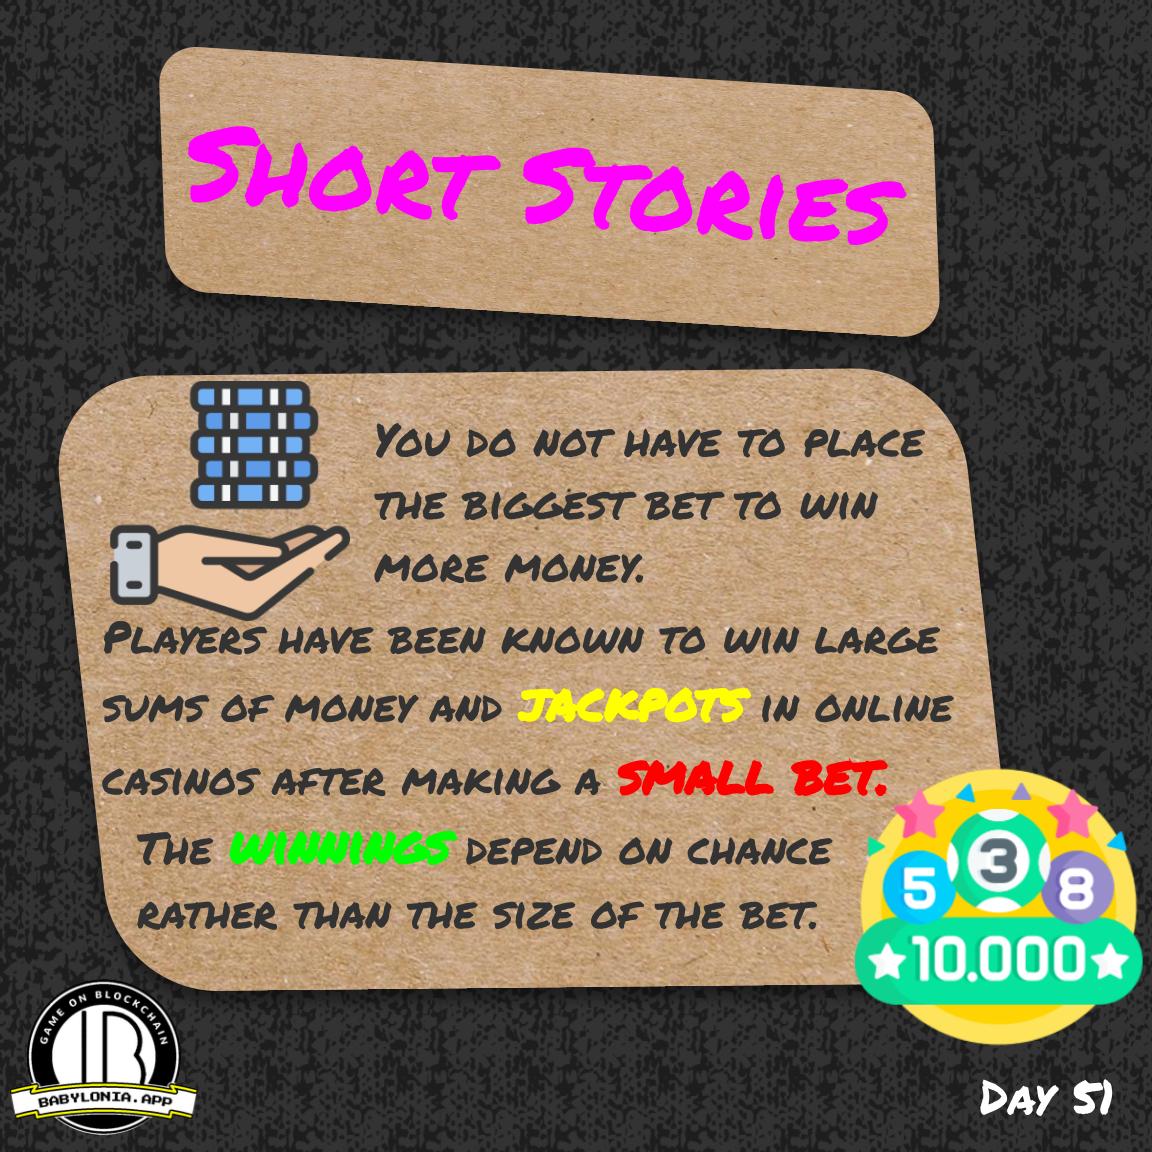 Short Stories
You do not have to place
the biggest bet to win
more money.
Players have been known to win large
sums of money and jackpots in online
casinos after making a small bet.
The winnings depend on chance
rather than the size of the bet.
5 3 8
10.000
GAME ON BLOCKCHAIN
B
BABYLONIA.APP
Day 51